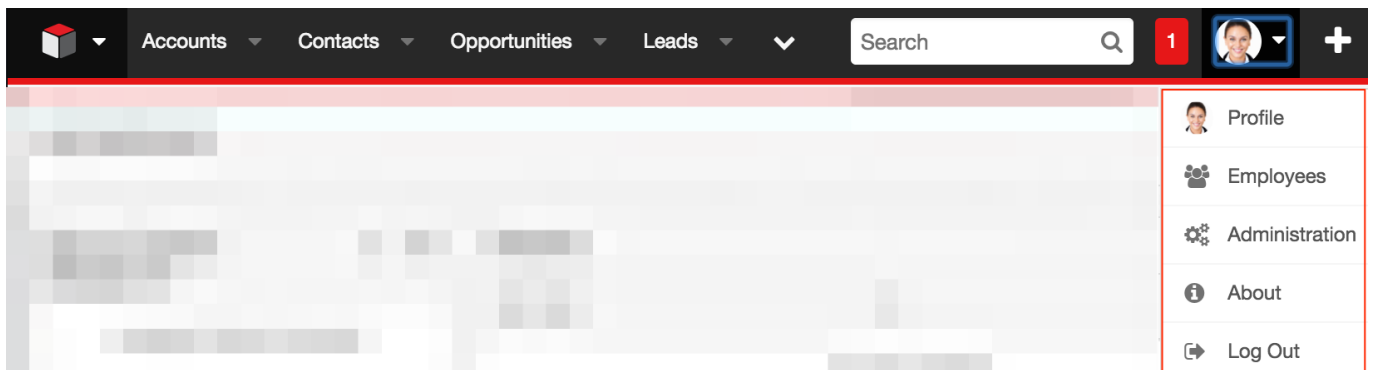 Accounts Contacts Opportunities Leads Search 1
Profile
Employees
Administration
About
Log Out